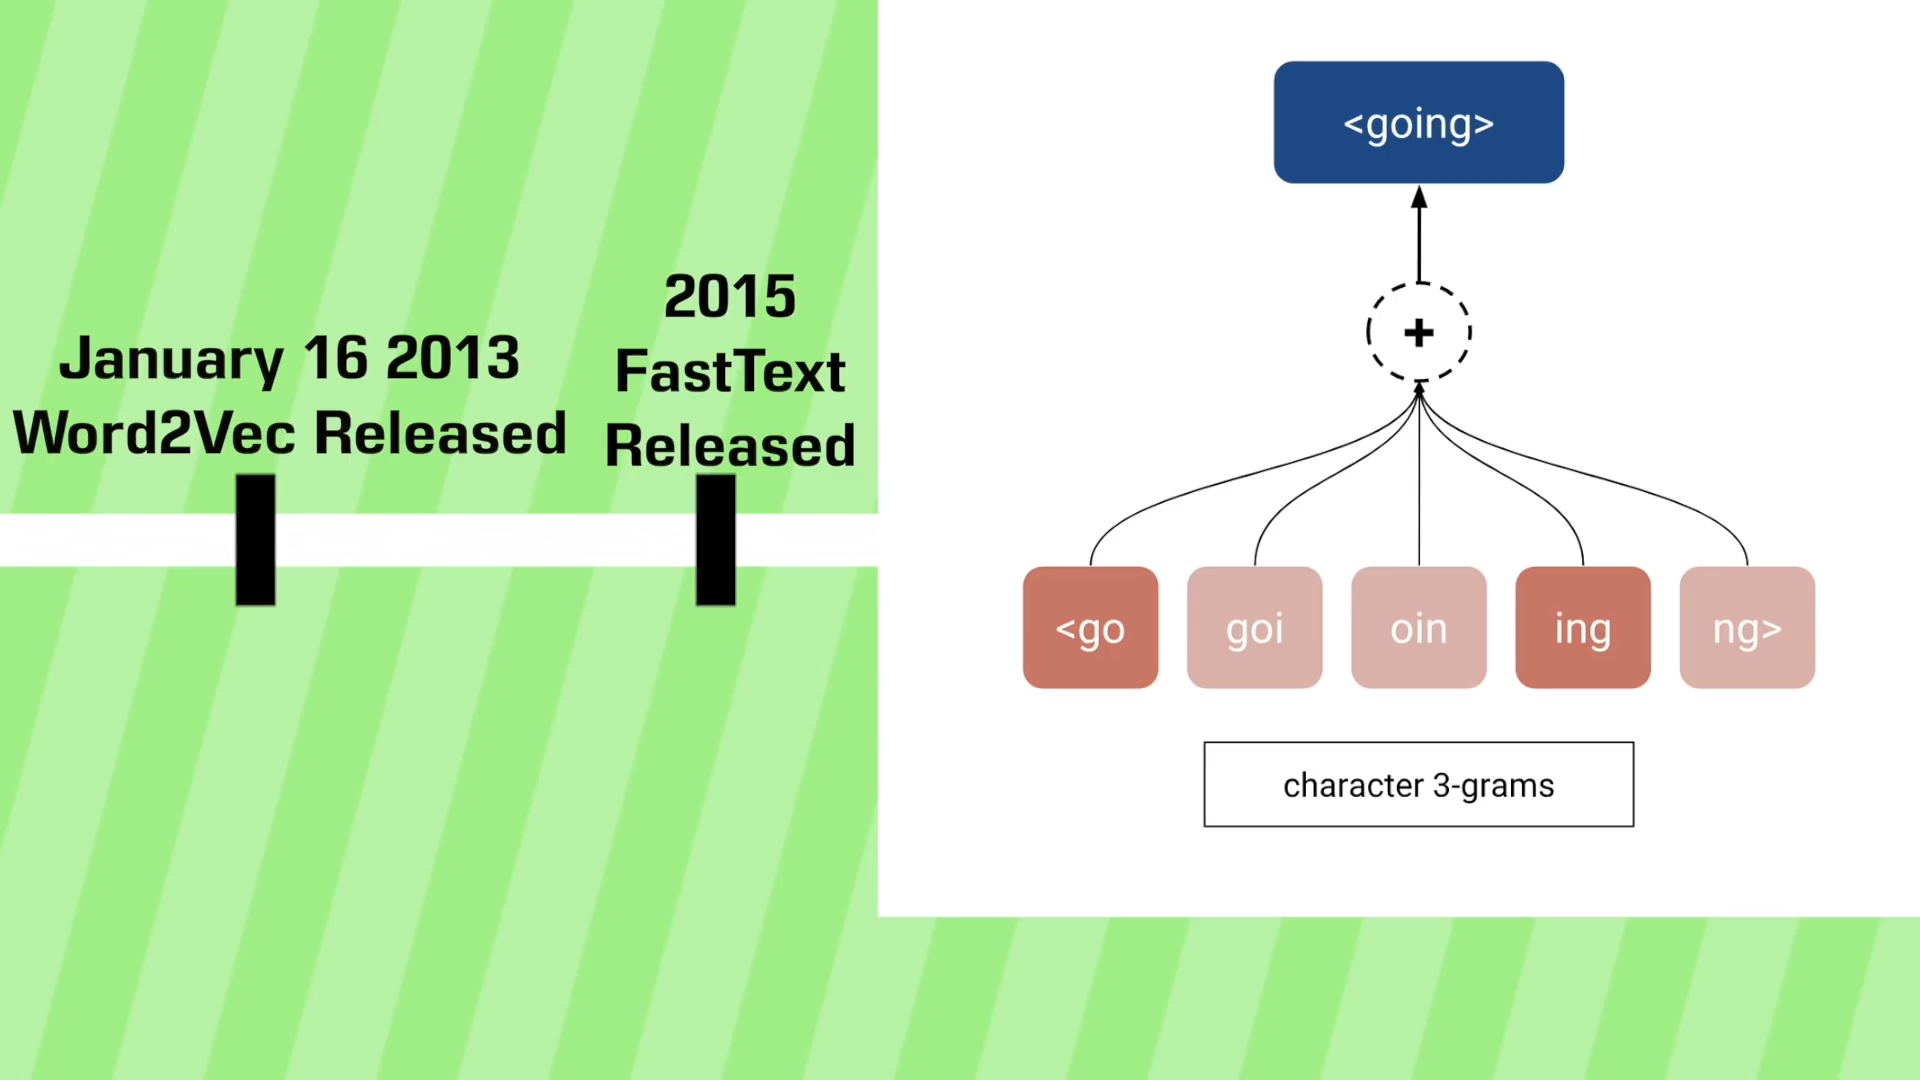 January 16 2013
Word2Vec Released
2015
FastText
Released
<going>
+
<go
goi
oin
ing
ng>
character 3-grams